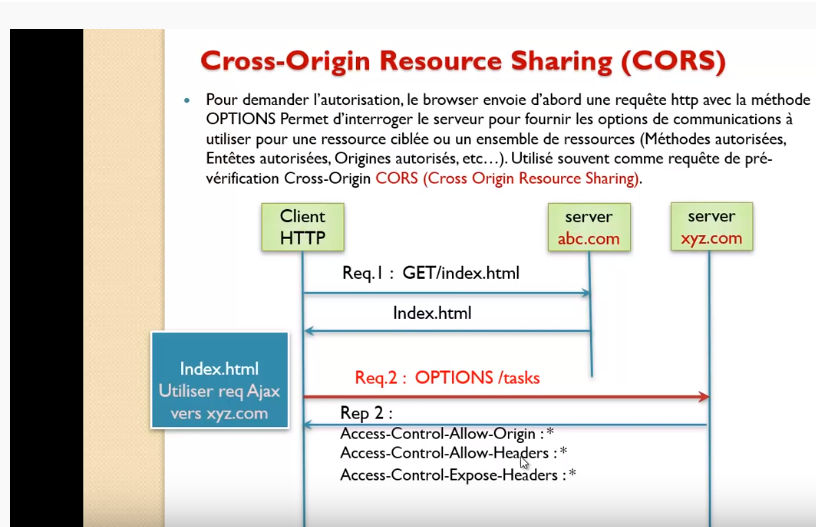 Cross-Origin Resource Sharing (CORS)
• Pour demander l'autorisation, le browser envoie d'abord une requête http avec la méthode
OPTIONS Permet d'interroger le serveur pour fournir les options de communications à
utiliser pour une ressource ciblée ou un ensemble de ressources (Méthodes autorisées,
Entêtes autorisées, Origines autorisés, etc…). Utilisé souvent comme requête de pré-
vérification Cross-Origin CORS (Cross Origin Resource Sharing).
Client
HTTP
server
abc.com
server
xyz.com
Req.1 : GET/index.html
Index.html
Index.html
Utiliser req Ajax
vers xyz.com
Req.2 : OPTIONS /tasks
Rep 2 :
Access-Control-Allow-Origin : *
Access-Control-Allow-Headers : *
Access-Control-Expose-Headers : *